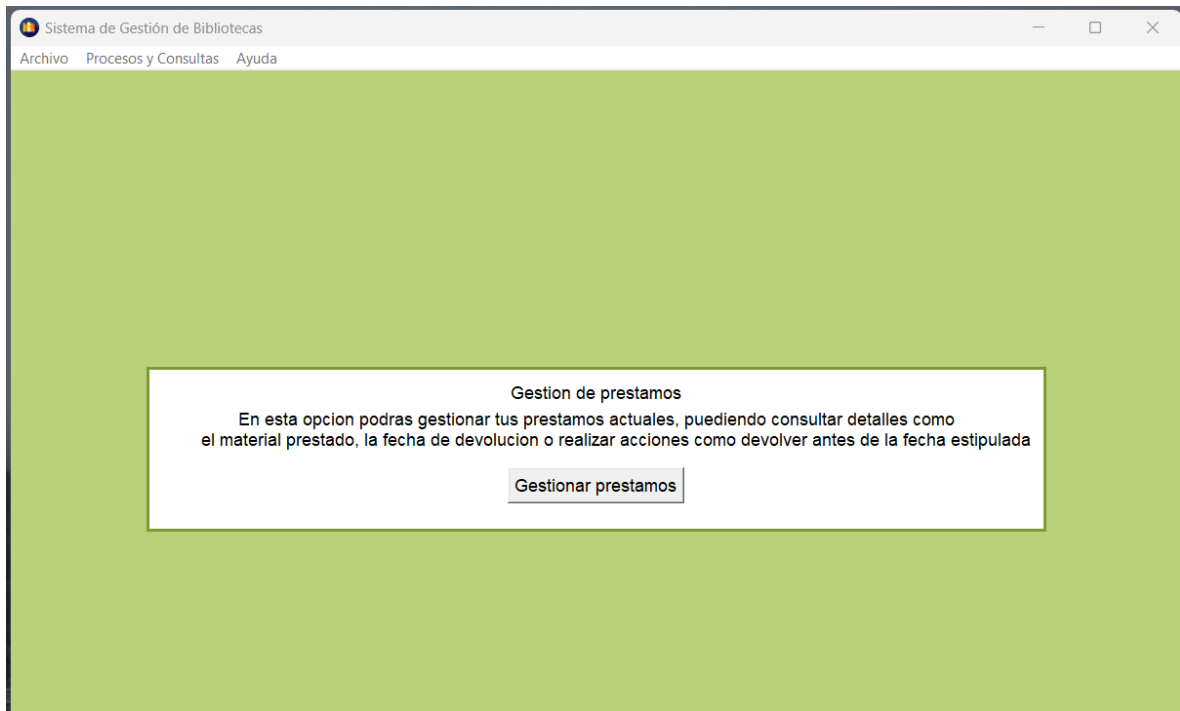 Sistema de Gestión de Bibliotecas
Archivo Procesos y Consultas Ayuda
Gestion de prestamos
En esta opcion podras gestionar tus prestamos actuales, puediendo consultar detalles como
el material prestado, la fecha de devolucion o realizar acciones como devolver antes de la fecha estipulada
Gestionar prestamos